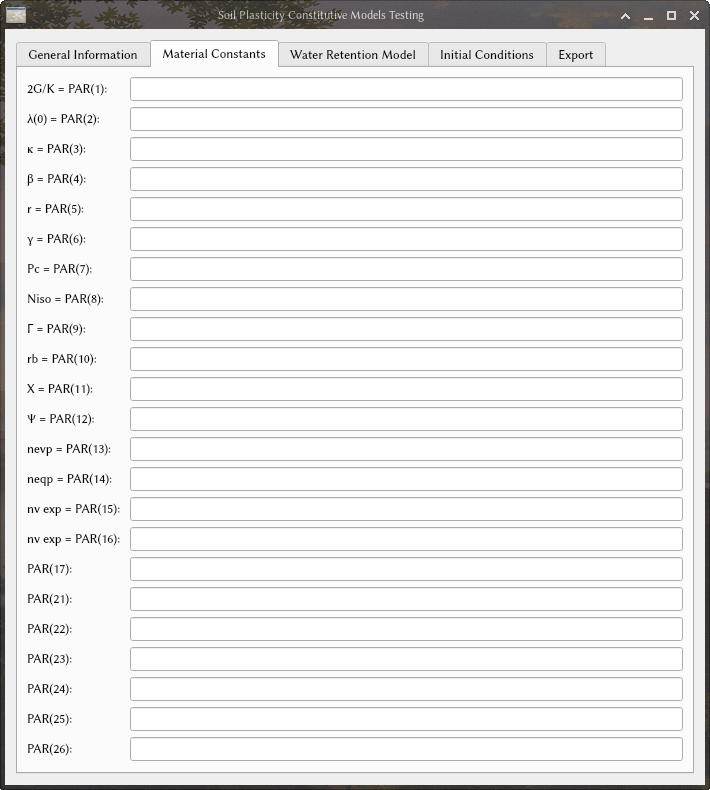 Soil Plasticity Constitutive Models Testing
General Information
Material Constants
Water Retention Model
Initial Conditions
Export
2G/K = PAR(1):
λ(0) = PAR(2):
κ = PAR(3):
β = PAR(4):
r = PAR(5):
γ = PAR(6):
Pc = PAR(7):
Niso = PAR(8):
Γ = PAR(9):
rb = PAR(10):
Χ = PAR(11):
Ψ = PAR(12):
nevp = PAR(13):
neqp = PAR(14):
nv exp = PAR(15):
nv exp = PAR(16):
PAR(17):
PAR(21):
PAR(22):
PAR(23):
PAR(24):
PAR(25):
PAR(26):